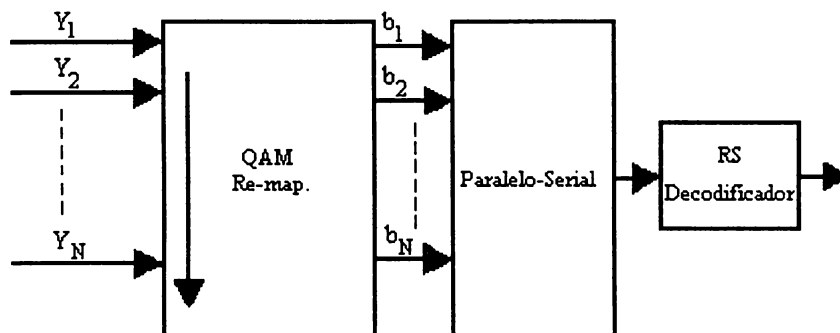 Y1
Y2
YN
QAM
Re-map.
b1
b2
bN
Paralelo-Serial
RS
Decodificador